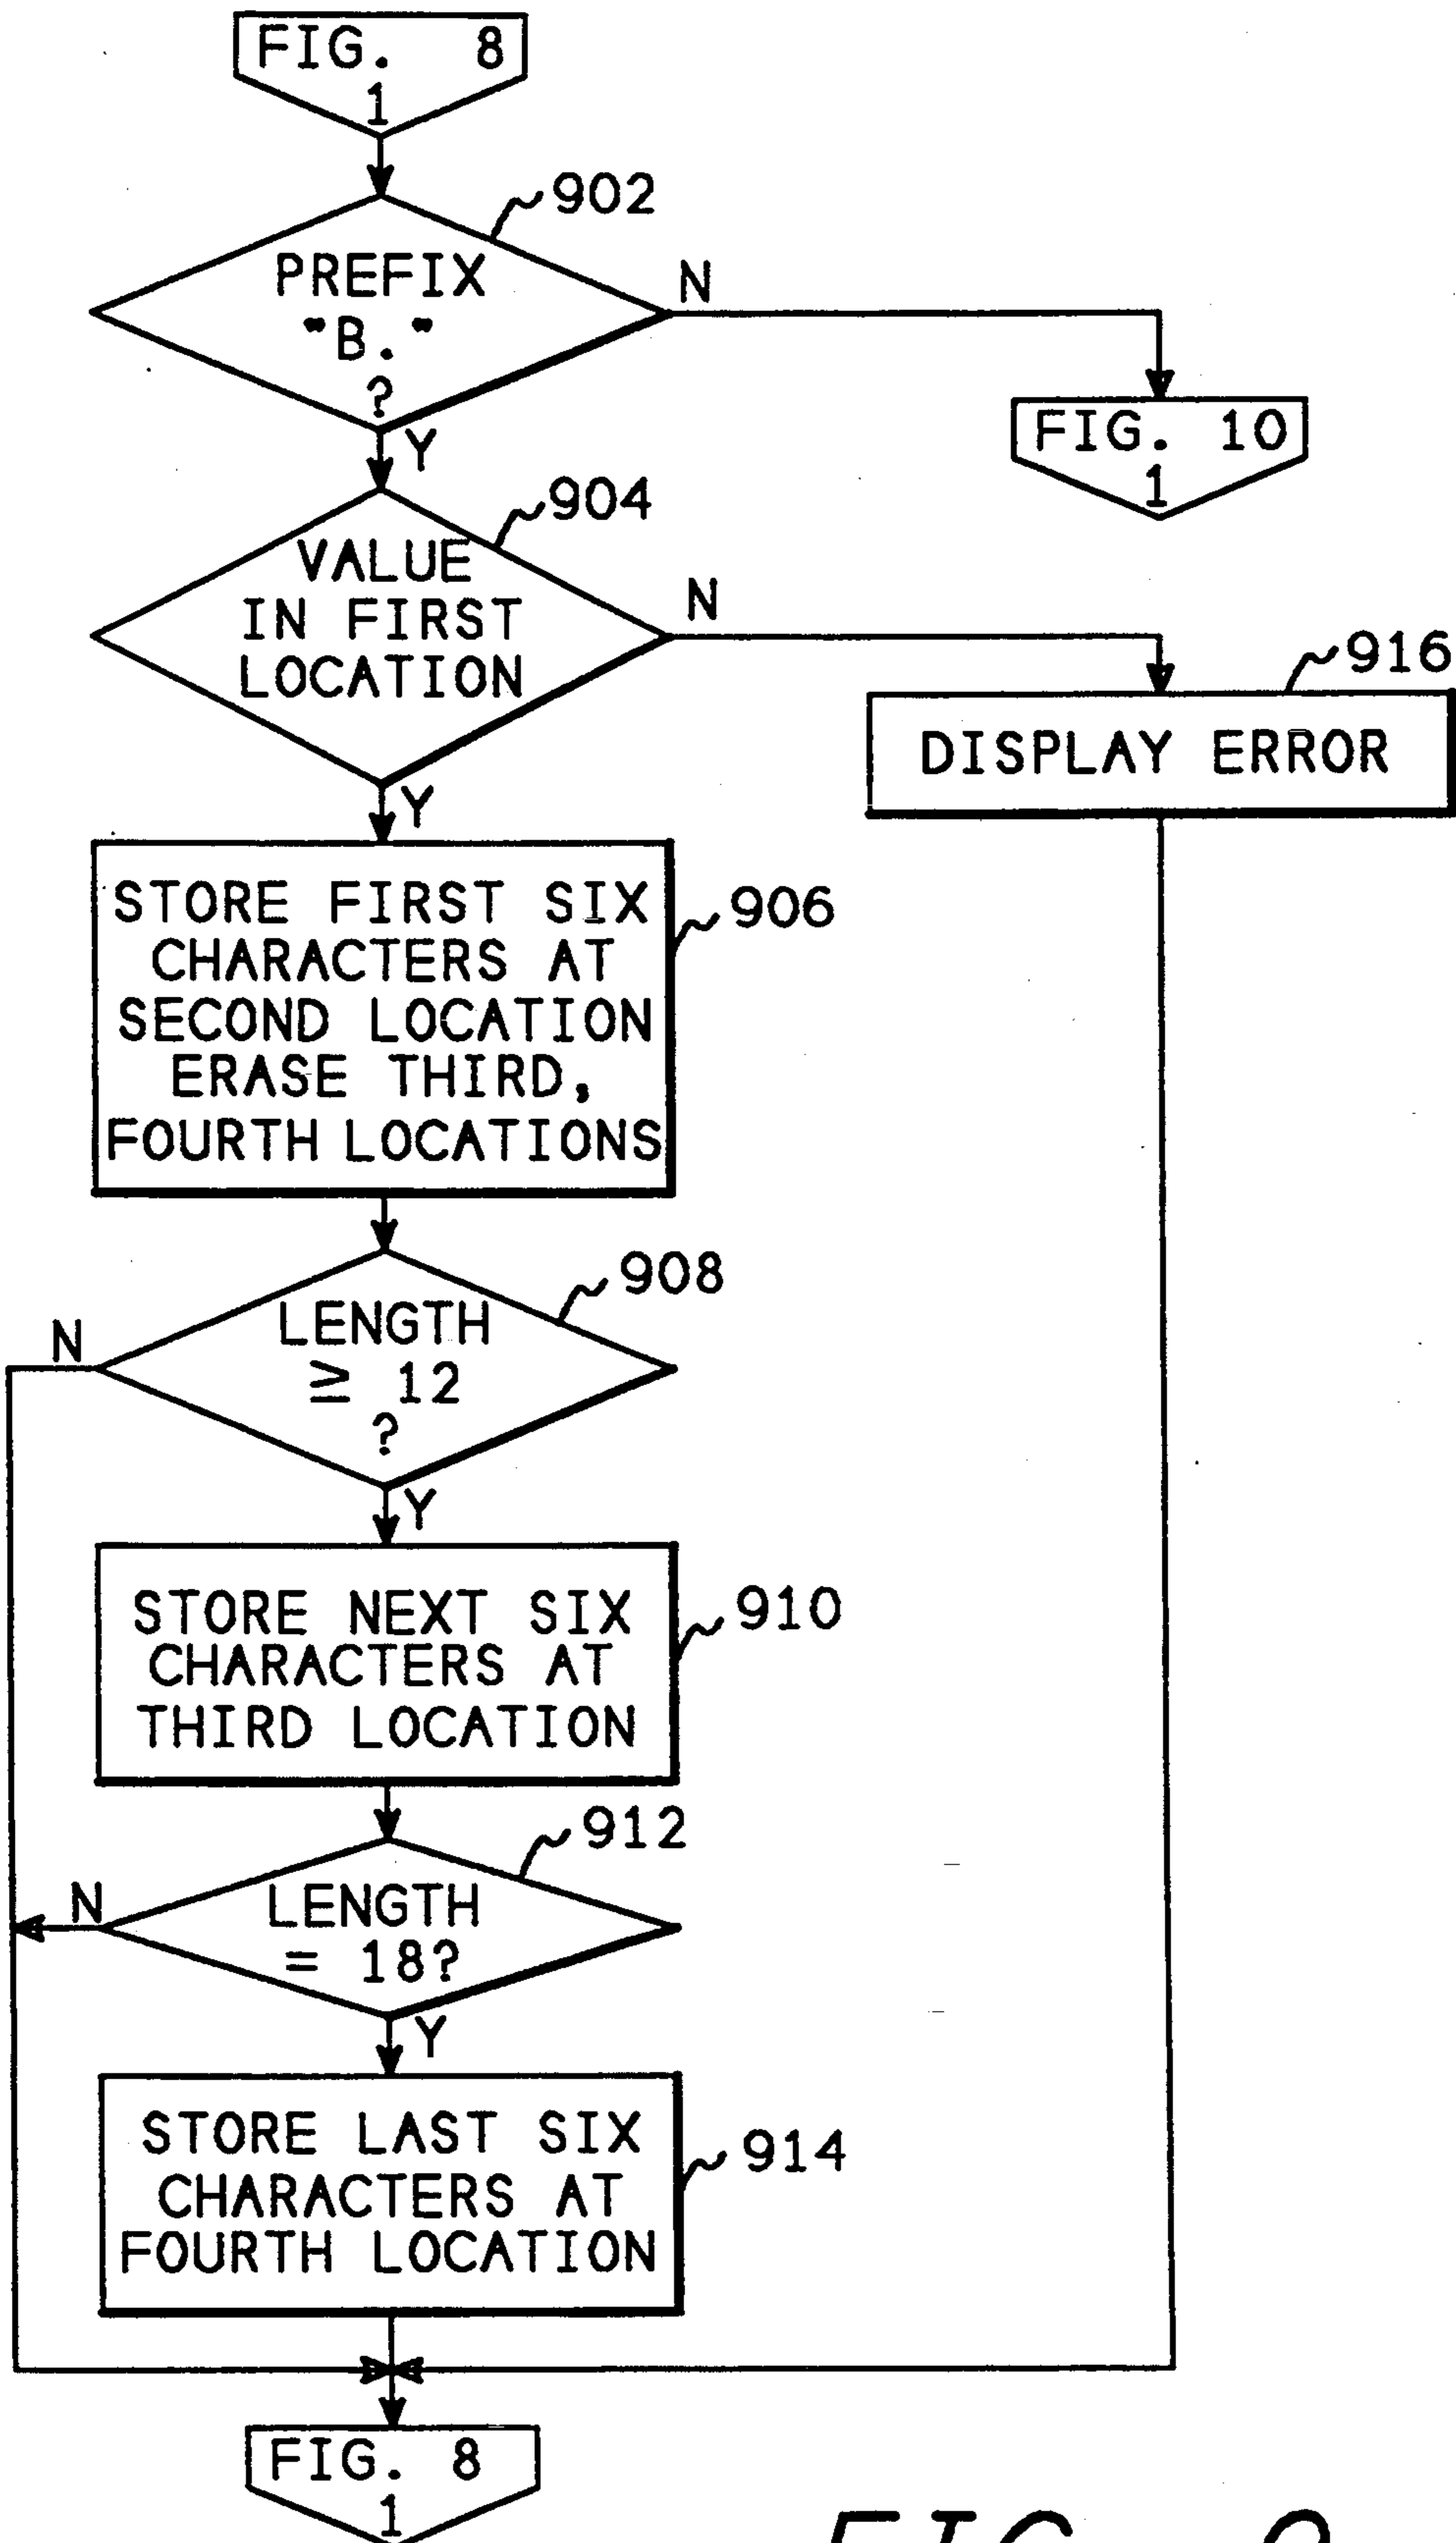 FIG. 8
1
902
PREFIX
"B."
?
N
Y
FIG. 10
1
904
VALUE
IN FIRST
LOCATION
N
Y
916
DISPLAY ERROR
STORE FIRST SIX
CHARACTERS AT
SECOND LOCATION
ERASE THIRD,
FOURTH LOCATIONS
906
908
LENGTH
≥ 12
?
N
Y
STORE NEXT SIX
CHARACTERS AT
THIRD LOCATION
910
912
LENGTH
= 18?
N
Y
STORE LAST SIX
CHARACTERS AT
FOURTH LOCATION
914
FIG. 8
1